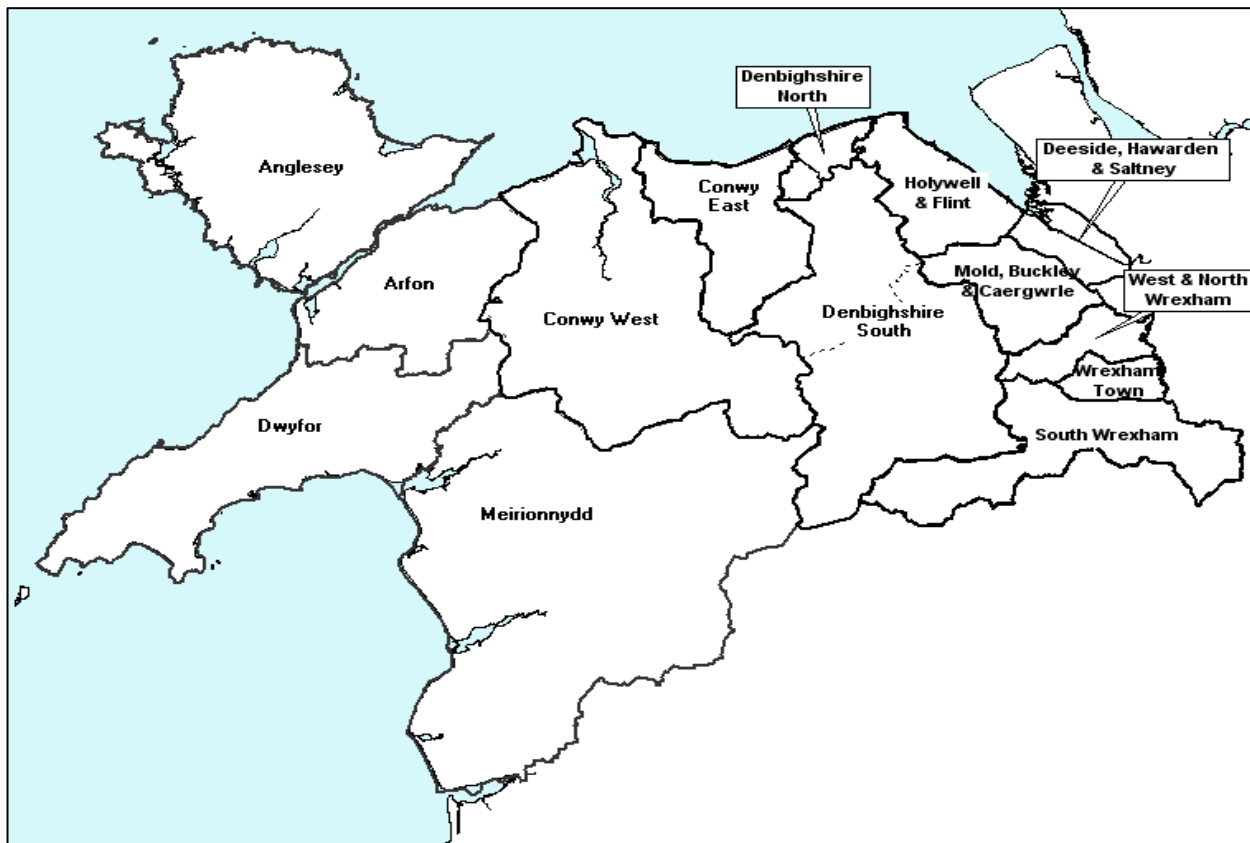 Denbighshire
North
Deeside, Hawarden
& Saltney
Anglesey
Holywell
& Flint
Conwy
East
Mold, Buckley
& Caergwrle
West & North
Wrexham
Arfon
Conwy West
Denbighshire
South
Wrexham
Town
Dwyfor
South Wrexham
Meirionnydd